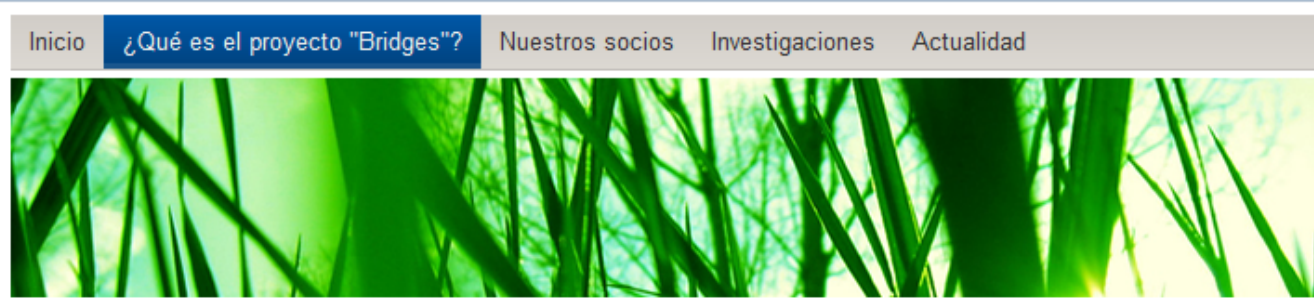 Inicio ¿Qué es el proyecto "Bridges"? Nuestros socios Investigaciones Actualidad